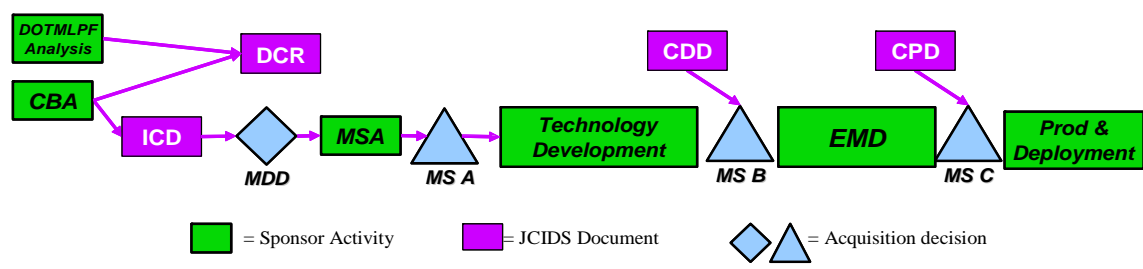 DOTMLPF
Analysis
DCR
CDD
CPD
CBA
ICD
MDD
MSA
MS A
Technology
Development
MS B
EMD
MS C
Prod &
Deployment
= Sponsor Activity
= JCIDS Document
= Acquisition decision